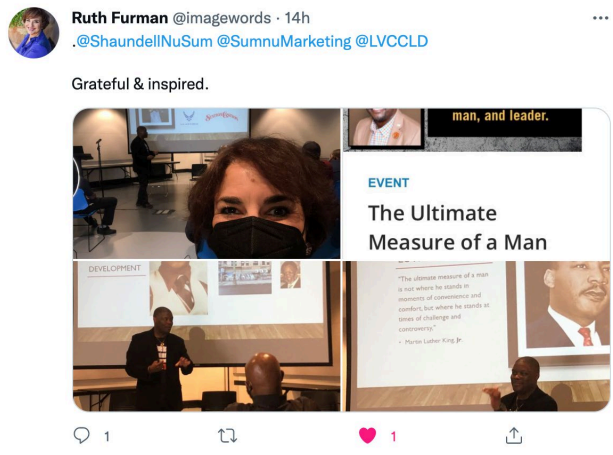 Ruth Furman @imagewords · 14h
.@ShaundellNuSum @SumnuMarketing @LVCCLD
Grateful & inspired.
man, and leader.
EVENT
The Ultimate
Measure of a Man
DEVELOPMENT
"The ultimate measure of a man
is not where he stands in
moments of convenience and
comfort, but where he stands at
times of challenge and
controversy."
- Martin Luther King, Jr.
1
1